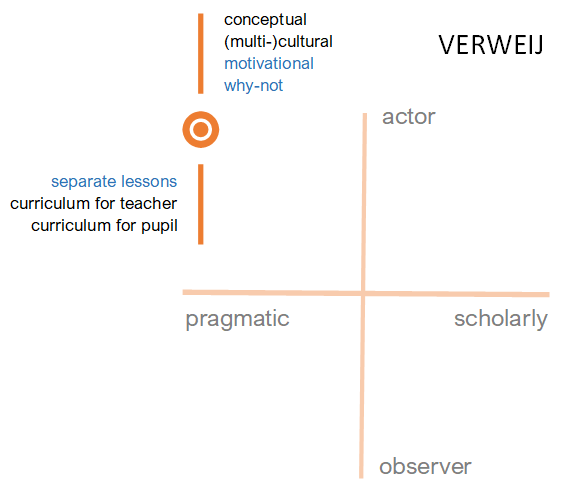 conceptual
(multi-)cultural
motivational
why-not
VERWEIJ
actor
separate lessons
curriculum for teacher
curriculum for pupil
pragmatic
scholarly
observer